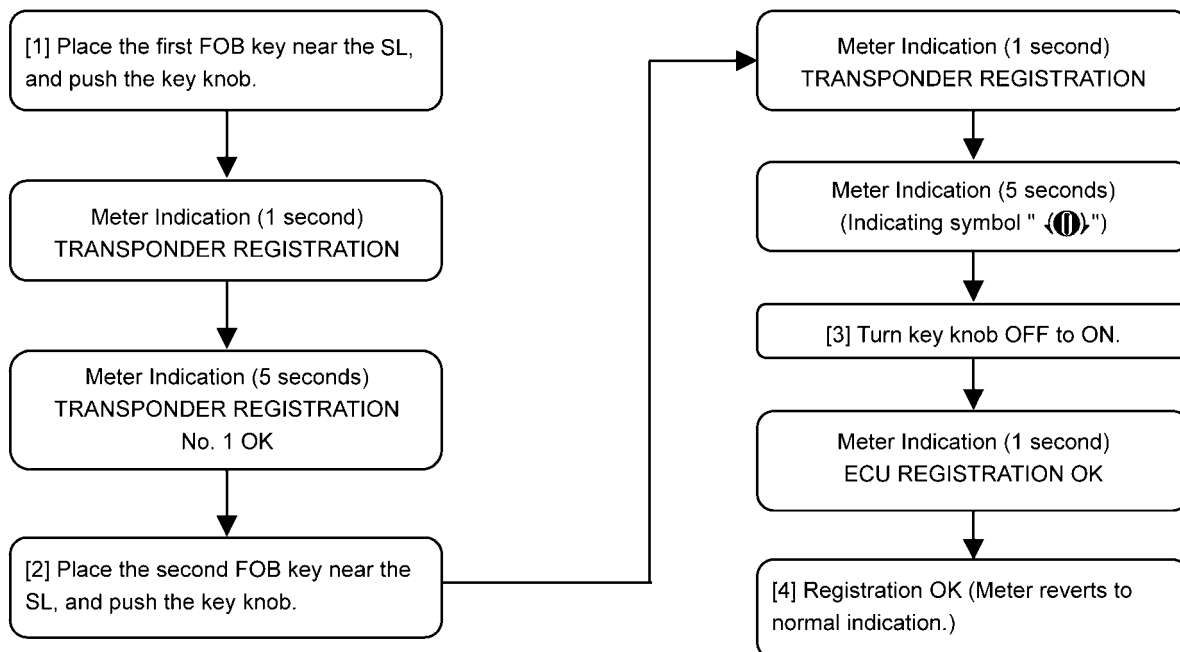 [1] Place the first FOB key near the SL,
and push the key knob.
Meter Indication (1 second)
TRANSPONDER REGISTRATION
Meter Indication (5 seconds)
TRANSPONDER REGISTRATION
No. 1 OK
[2] Place the second FOB key near the
SL, and push the key knob.
Meter Indication (1 second)
TRANSPONDER REGISTRATION
Meter Indication (5 seconds)
(Indicating symbol " ")
[3] Turn key knob OFF to ON.
Meter Indication (1 second)
ECU REGISTRATION OK
[4] Registration OK (Meter reverts to
normal indication.)